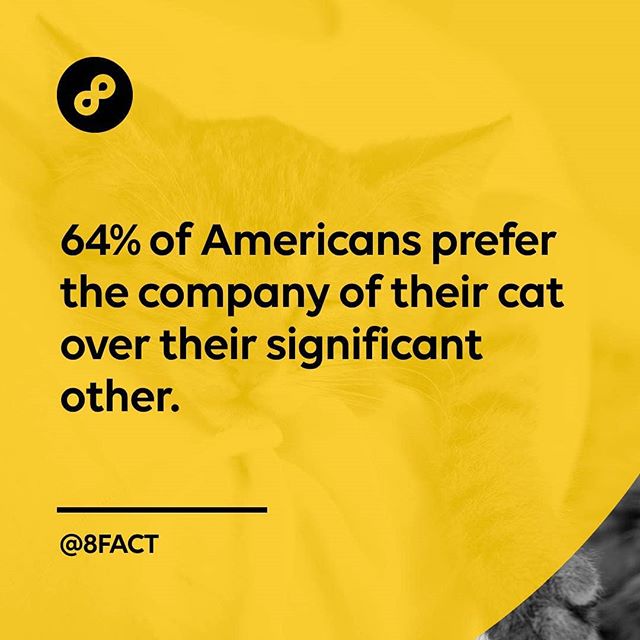 64% of Americans prefer
the company of their cat
over their significant
other.
@8FACT